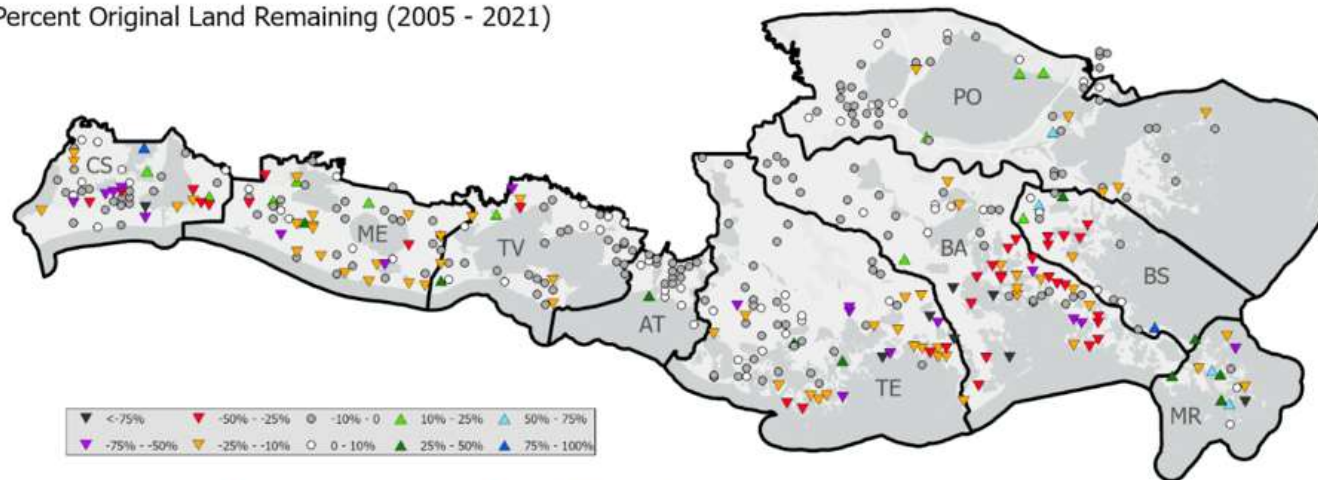 Percent Original Land Remaining (2005 - 2021)
PO
CS
ME
TV
BA
BS
AT
TE
MR
<-75% -50% - -25% -10% - 0 10% - 25% 50% - 75%
-75% - -50% -25% - -10% 0 - 10% 25% - 50% 75% - 100%